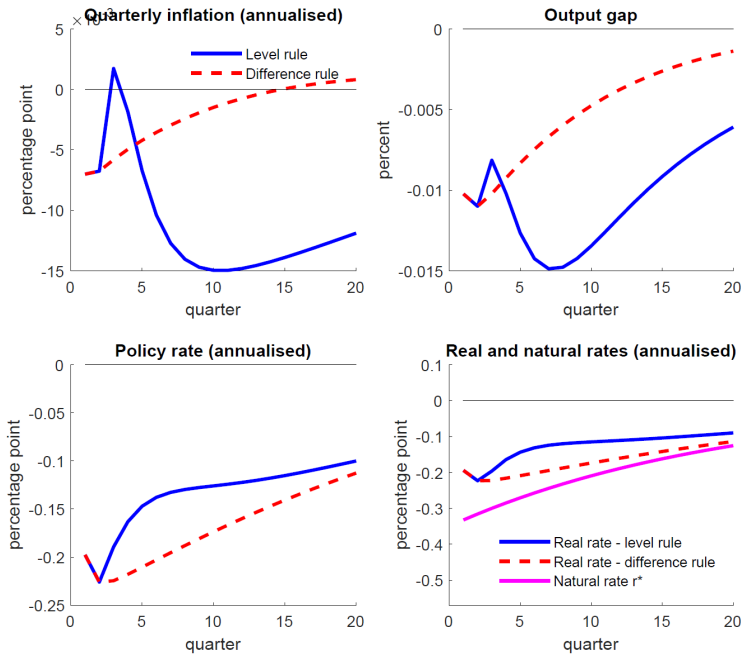 Quarterly inflation (annualised)
×10⁻³
5
0
-5
-10
-15
percentage point
0
5
10
15
20
quarter
Level rule
Difference rule
Output gap
0
-0.005
-0.01
-0.015
percent
0
5
10
15
20
quarter
Policy rate (annualised)
0
-0.05
-0.1
-0.15
-0.2
-0.25
percentage point
0
5
10
15
20
quarter
Real and natural rates (annualised)
0.1
0
-0.1
-0.2
-0.3
-0.4
-0.5
percentage point
0
5
10
15
20
quarter
Real rate - level rule
Real rate - difference rule
Natural rate r*